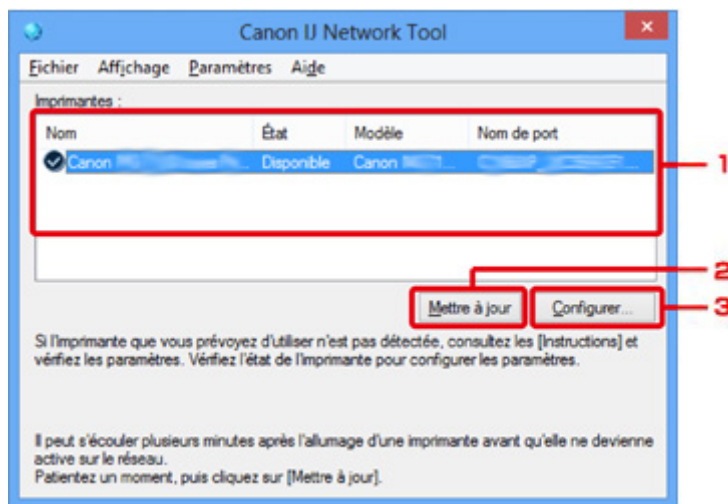 Canon IJ Network Tool
Fichier Affichage Paramètres Aide
Imprimantes :
Nom État Modèle Nom de port
Canon Disponible Canon
1
2
Mettre à jour Configurer... 3
Si l'imprimante que vous prévoyez d'utiliser n'est pas détectée, consultez les [Instructions] et
vérifiez les paramètres. Vérifiez l'état de l'imprimante pour configurer les paramètres.
Il peut s'écouler plusieurs minutes après l'allumage d'une imprimante avant qu'elle ne devienne
active sur le réseau.
Patientez un moment, puis cliquez sur [Mettre à jour].